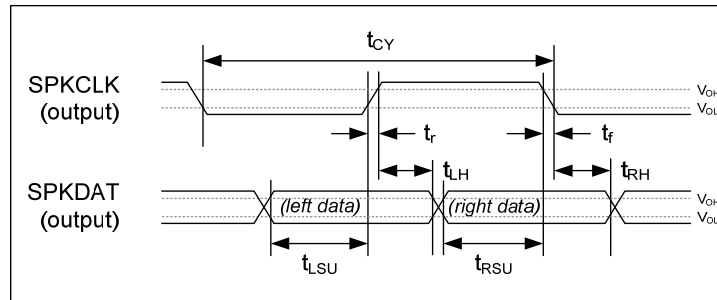 tCY
SPKCLK
(output)
VOH
VOL
tr
tf
tLH
tRH
SPKDAT
(output)
(left data)
(right data)
VOH
VOL
tLSU
tRSU